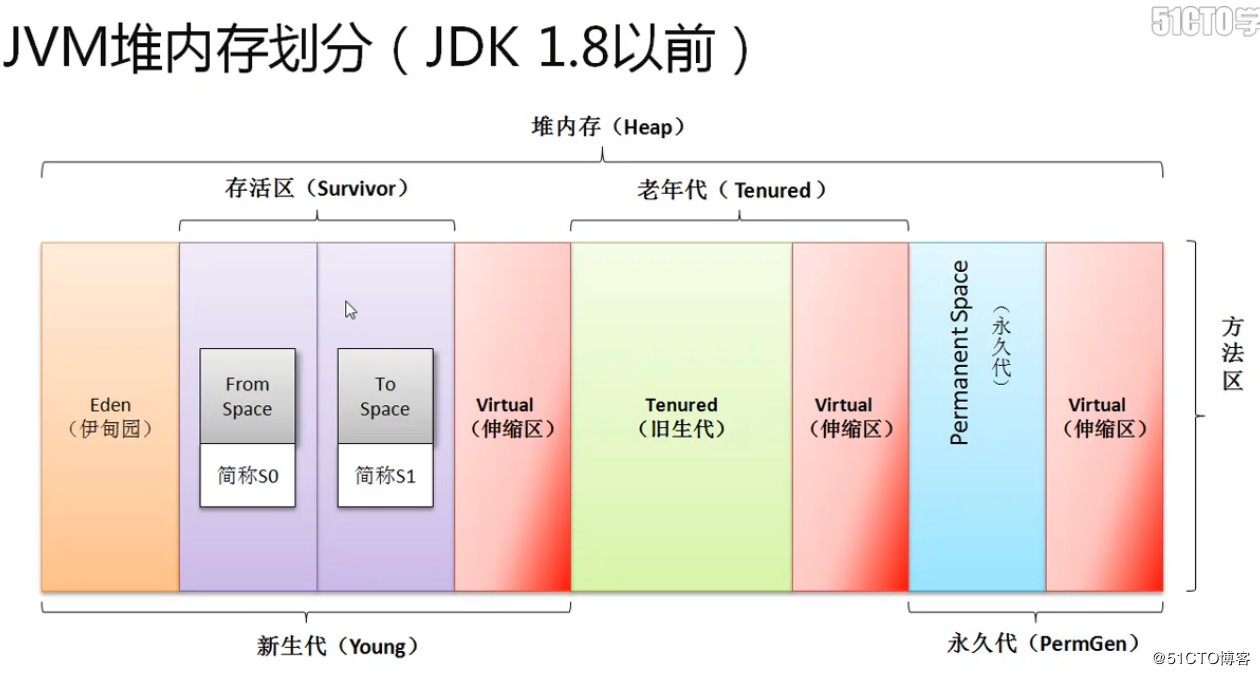 51CTO学
JVM堆内存划分（JDK 1.8以前）
堆内存（Heap）
存活区（Survivor）
老年代（ Tenured ）
Eden
（伊甸园）
From
Space
简称S0
To
Space
简称S1
Virtual
（伸缩区）
Tenured
（旧生代）
Virtual
（伸缩区）
Permanent Space
（永久代）
Virtual
（伸缩区）
方法区
新生代（Young）
永久代（PermGen）
@51CTO博客